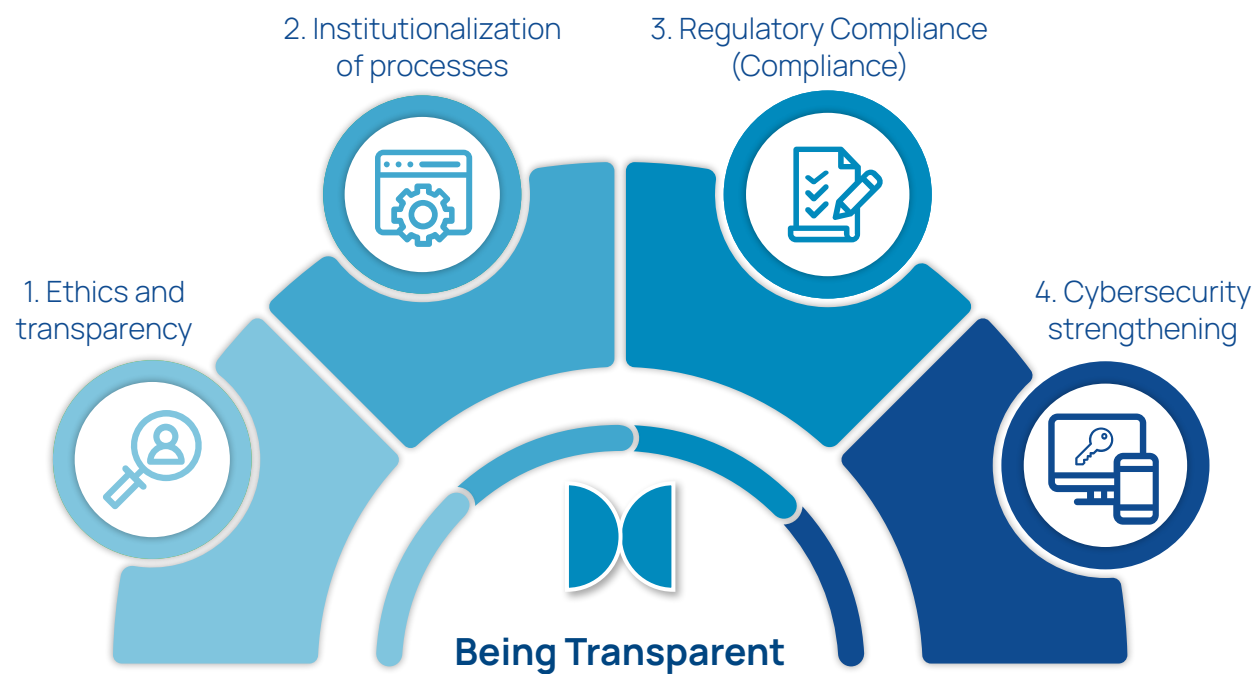 2. Institutionalization
of processes
3. Regulatory Compliance
(Compliance)
1. Ethics and
transparency
4. Cybersecurity
strengthening
Being Transparent